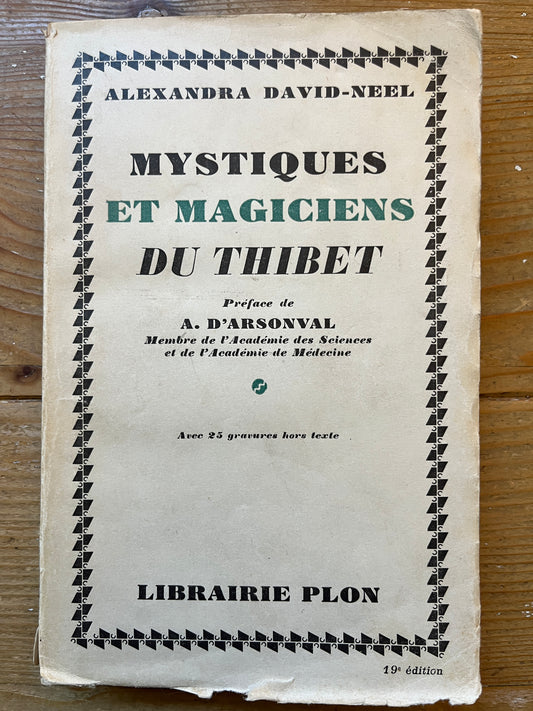 ALEXANDRA DAVID-NEEL
MYSTIQUES
ET MAGICIENS
DU THIBET
Préface de
A. D'ARSONVAL
Membre de l'Académie des Sciences
et de l'Académie de Médecine
Avec 25 gravures hors texte
LIBRAIRIE PLON
19e édition